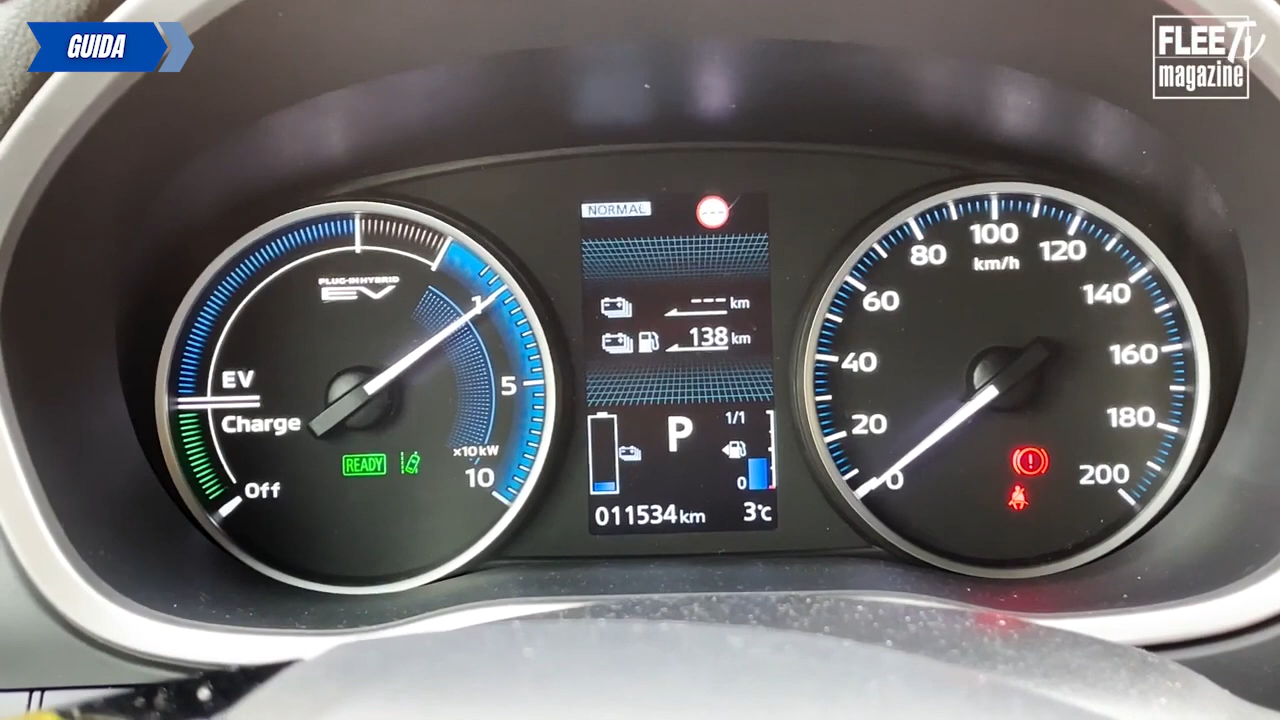 GUIDA
FLEE TV
magazine
PLUG-IN HYBRID
EV
1
5
×10 kW
10
EV
Charge
Off
READY
NORMAL
--- km
138 km
P
1/1
0
011534 km
3℃
0
20
40
60
80
100
120
140
160
180
200
km/h